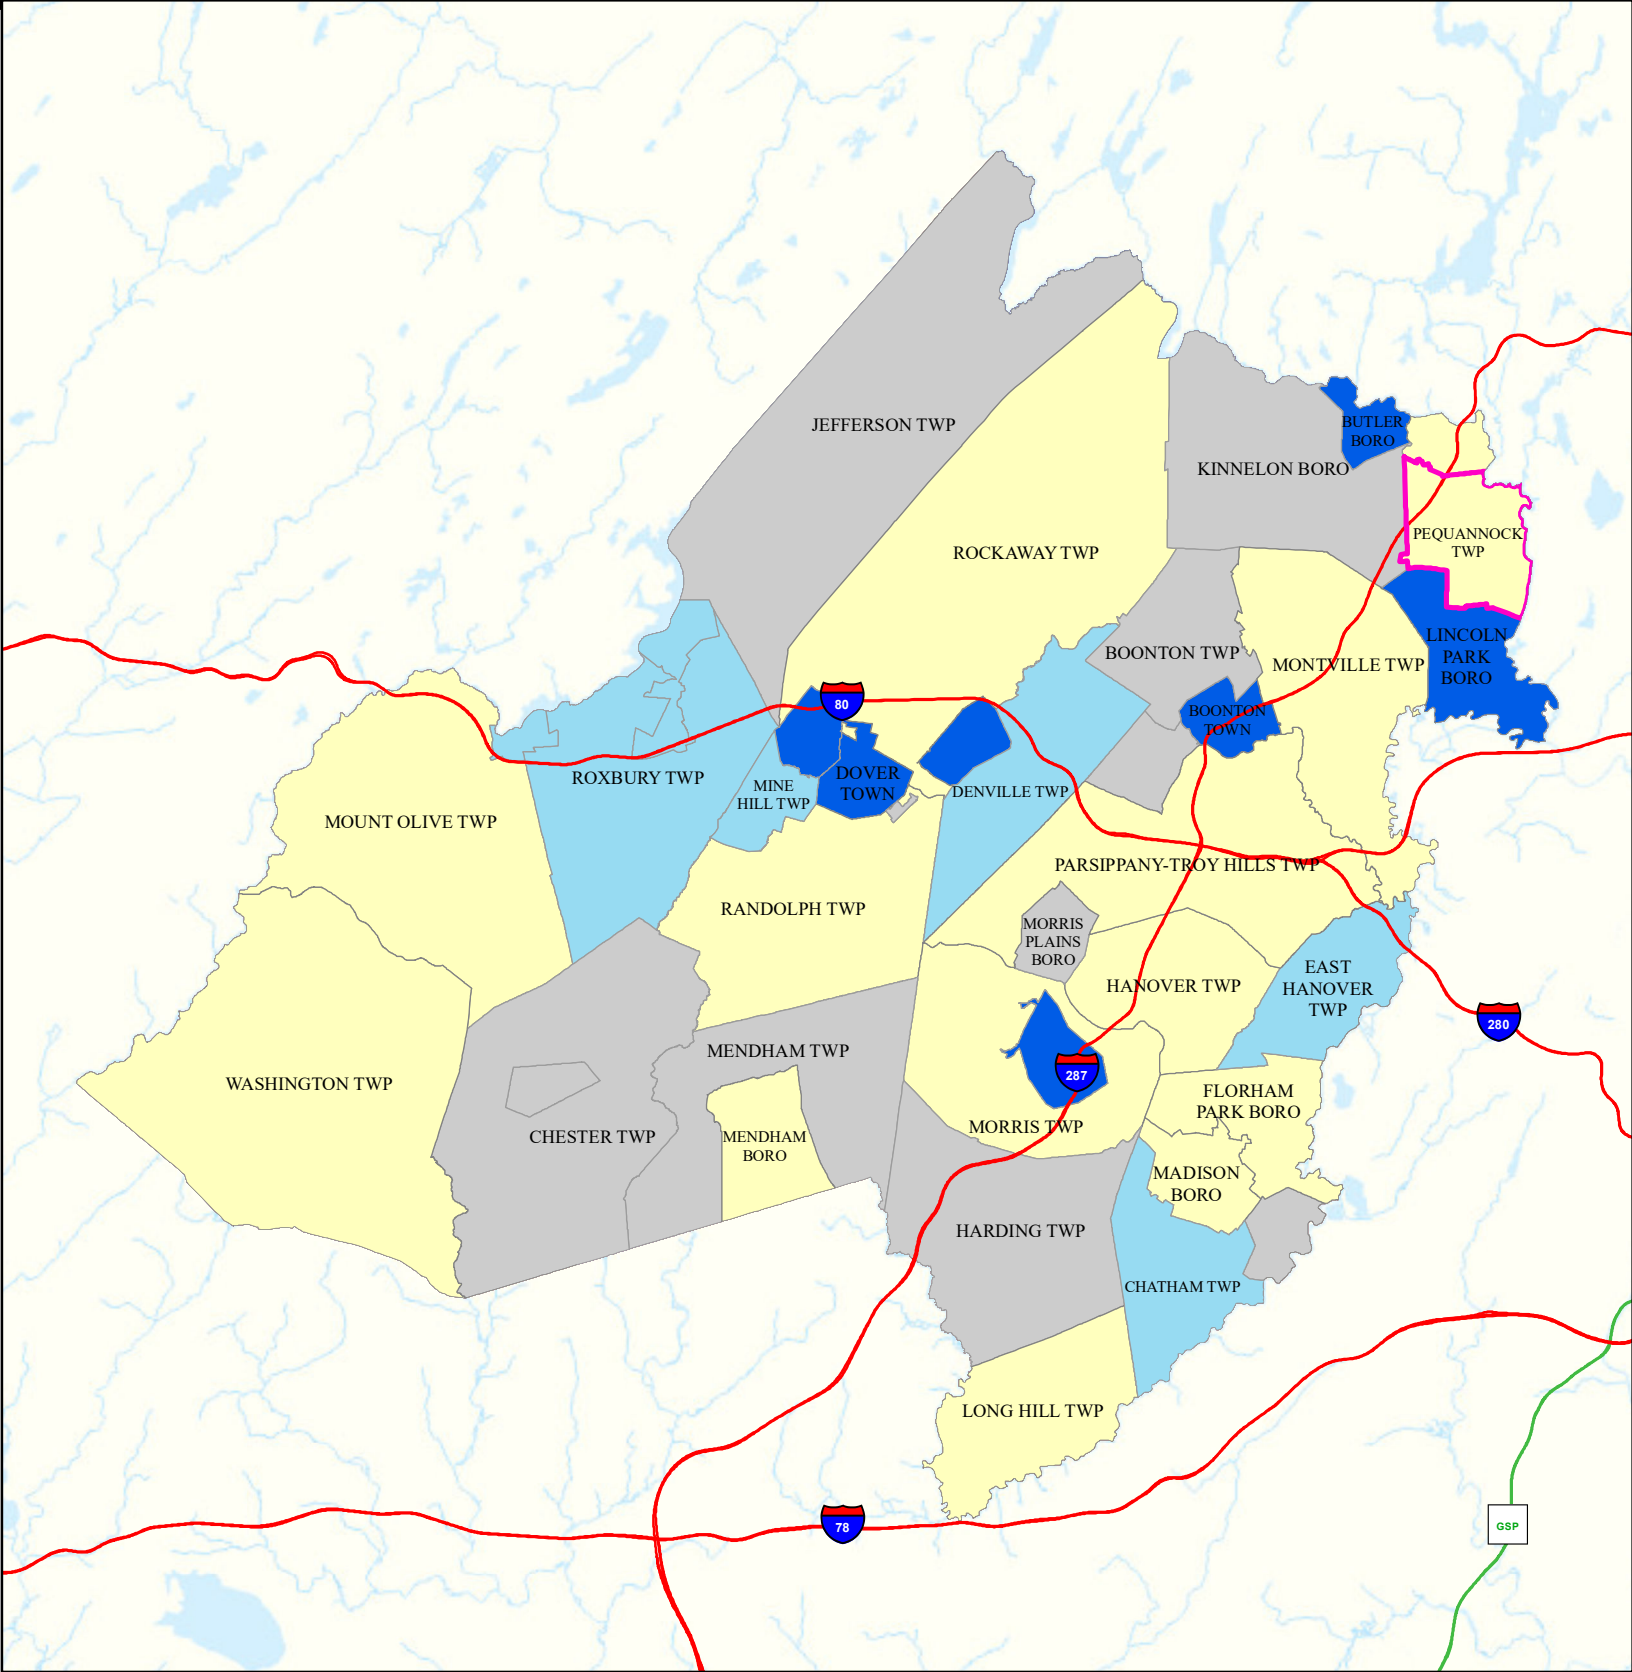 JEFFERSON TWP
BUTLER
BORO
KINNELON BORO
PEQUANNOCK
TWP
ROCKAWAY TWP
LINCOLN
PARK
BORO
BOONTON TWP
MONTVILLE TWP
80
BOONTON
TOWN
ROXBURY TWP
MINE
HILL TWP
DOVER
TOWN
DENVILLE TWP
MOUNT OLIVE TWP
PARSIPPANY-TROY HILLS TWP
RANDOLPH TWP
MORRIS
PLAINS
BORO
EAST
HANOVER
TWP
HANOVER TWP
280
MENDHAM TWP
287
WASHINGTON TWP
FLORHAM
PARK BORO
CHESTER TWP
MENDHAM
BORO
MORRIS TWP
MADISON
BORO
HARDING TWP
CHATHAM TWP
LONG HILL TWP
78
GSP